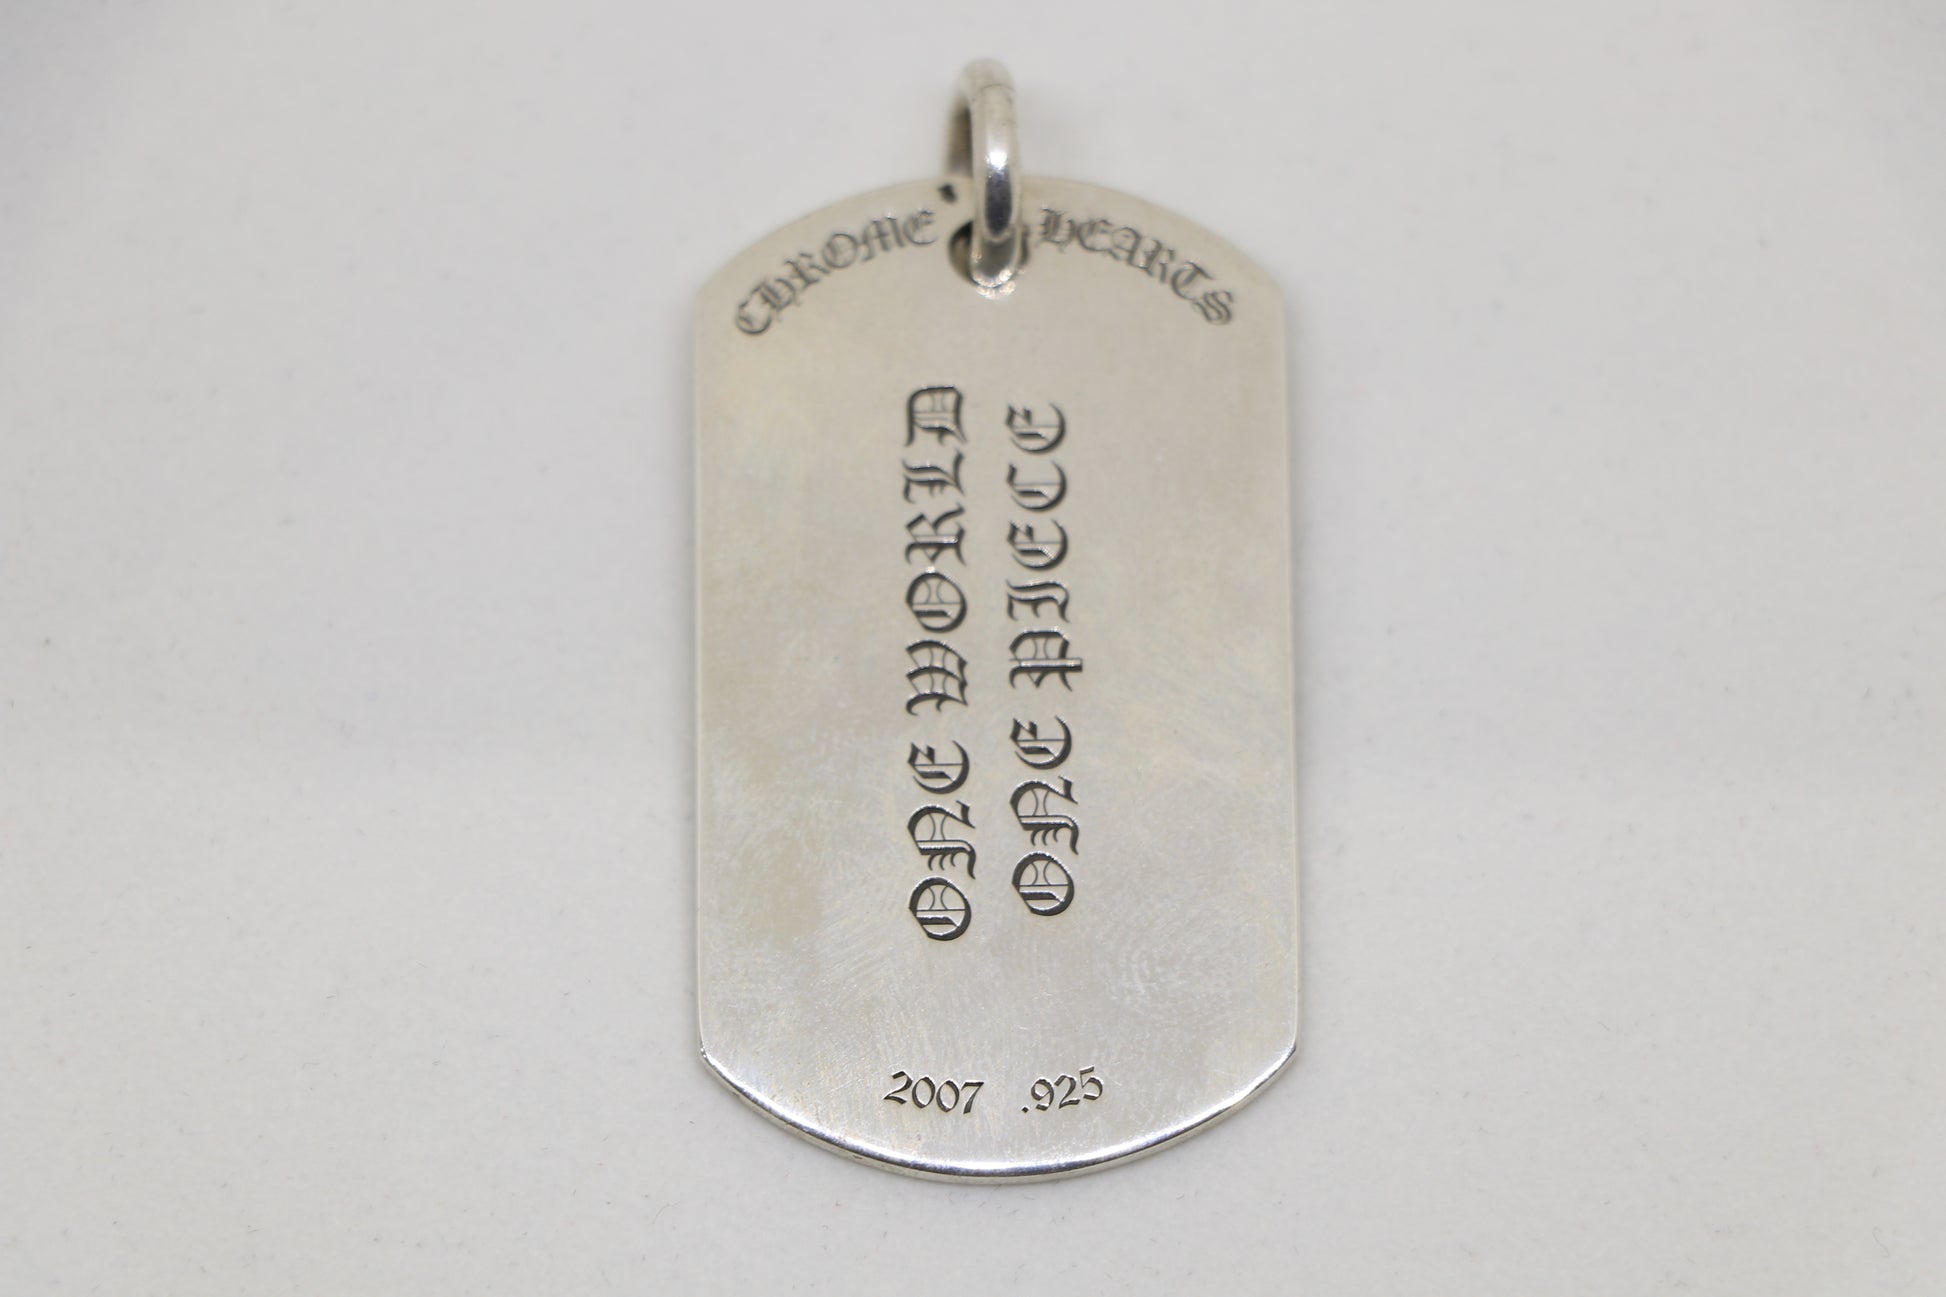 CHROME HEARTS
ONE WORLD
ONE PIECE
2007 .925